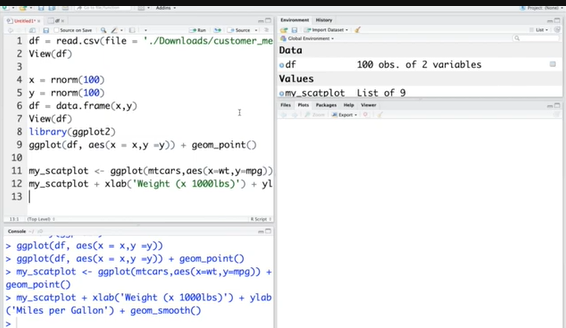 Addins
Project: (None)
Untitled1*
df
Source on Save
Run
Source
1 df = read.csv(file = './Downloads/customer_me
2 View(df)
3
4 x = rnorm(100)
5 y = rnorm(100)
6 df = data.frame(x,y)
7 View(df)
8 library(ggplot2)
9 ggplot(df, aes(x = x,y =y)) + geom_point()
10
11 my_scatplot <- ggplot(mtcars,aes(x=wt,y=mpg))
12 my_scatplot + xlab('Weight (x 1000lbs)') + yl
13
13:1 (Top Level) R Script
Console
> ggplot(df, aes(x = x,y =y))
> ggplot(df, aes(x = x,y =y)) + geom_point()
> my_scatplot <- ggplot(mtcars,aes(x=wt,y=mpg)) +
geom_point()
> my_scatplot + xlab('Weight (x 1000lbs)') + ylab
('Miles per Gallon') + geom_smooth()
>
Environment History
Import Dataset List
Global Environment
Data
df 100 obs. of 2 variables
Values
my_scatplot List of 9
Files Plots Packages Help Viewer
Zoom Export